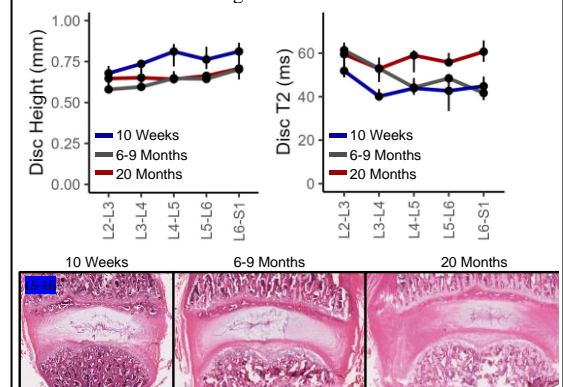 1.00
0.75
0.50
0.25
0.00
Disc Height (mm)
10 Weeks
6-9 Months
20 Months
L2-L3
L3-L4
L4-L5
L5-L6
L6-S1
60
40
20
0
Disc T2 (ms)
10 Weeks
6-9 Months
20 Months
L2-L3
L3-L4
L4-L5
L5-L6
L6-S1
10 Weeks
6-9 Months
20 Months
L5-L6